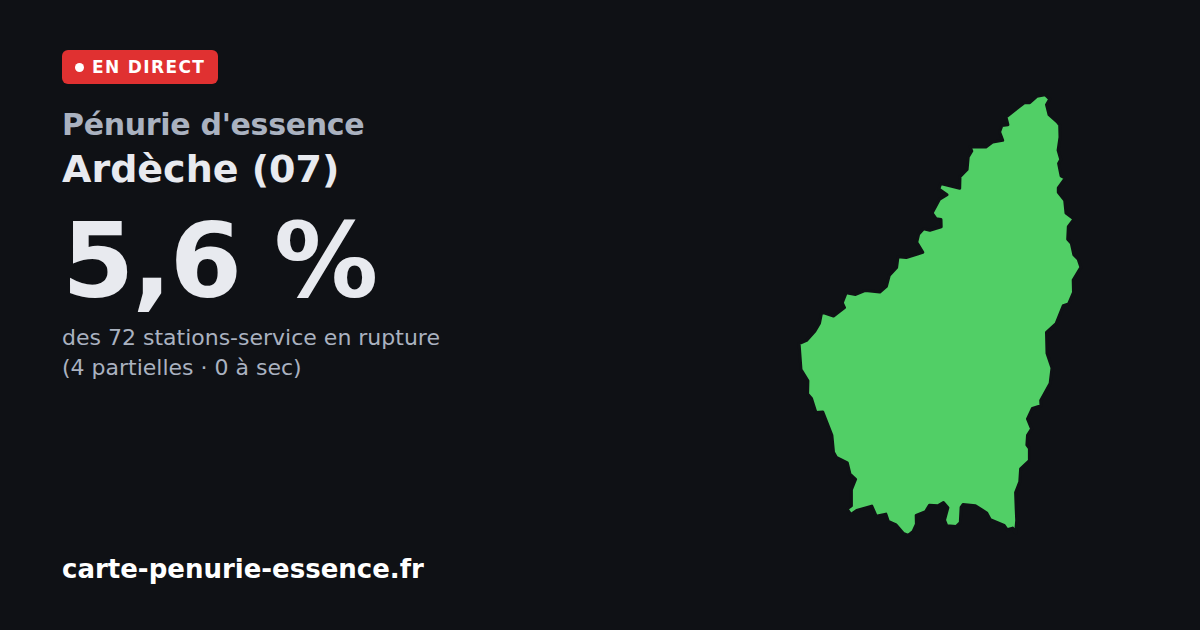 EN DIRECT
Pénurie d'essence
Ardèche (07)
5,6 %
des 72 stations-service en rupture
(4 partielles · 0 à sec)
carte-penurie-essence.fr